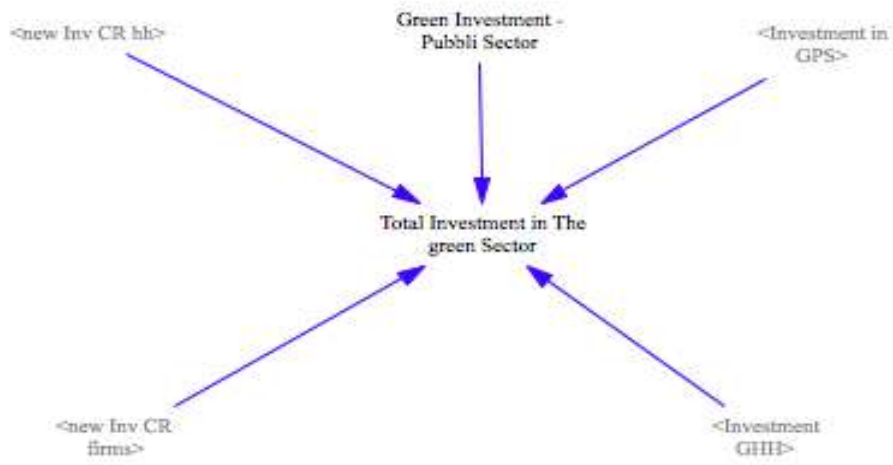 <new Inv CR hh>
Green Investment -
Pubbli Sector
<Investment in
GPS>
Total Investment in The
green Sector
<new Inv CR
firms>
<Investment
GHH>